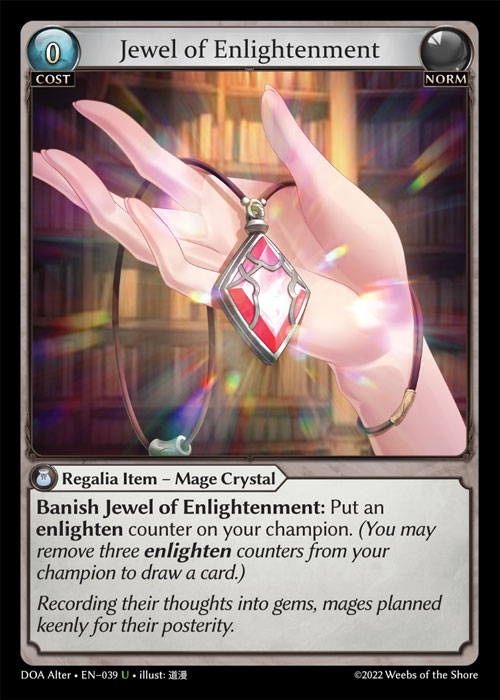 0
COST
Jewel of Enlightenment
NORM
Regalia Item – Mage Crystal
Banish Jewel of Enlightenment: Put an
enlighten counter on your champion. (You may
remove three enlighten counters from your
champion to draw a card.)
Recording their thoughts into gems, mages planned
keenly for their posterity.
DOA Alter • EN–039 U • illust: 道漫
©2022 Weebs of the Shore